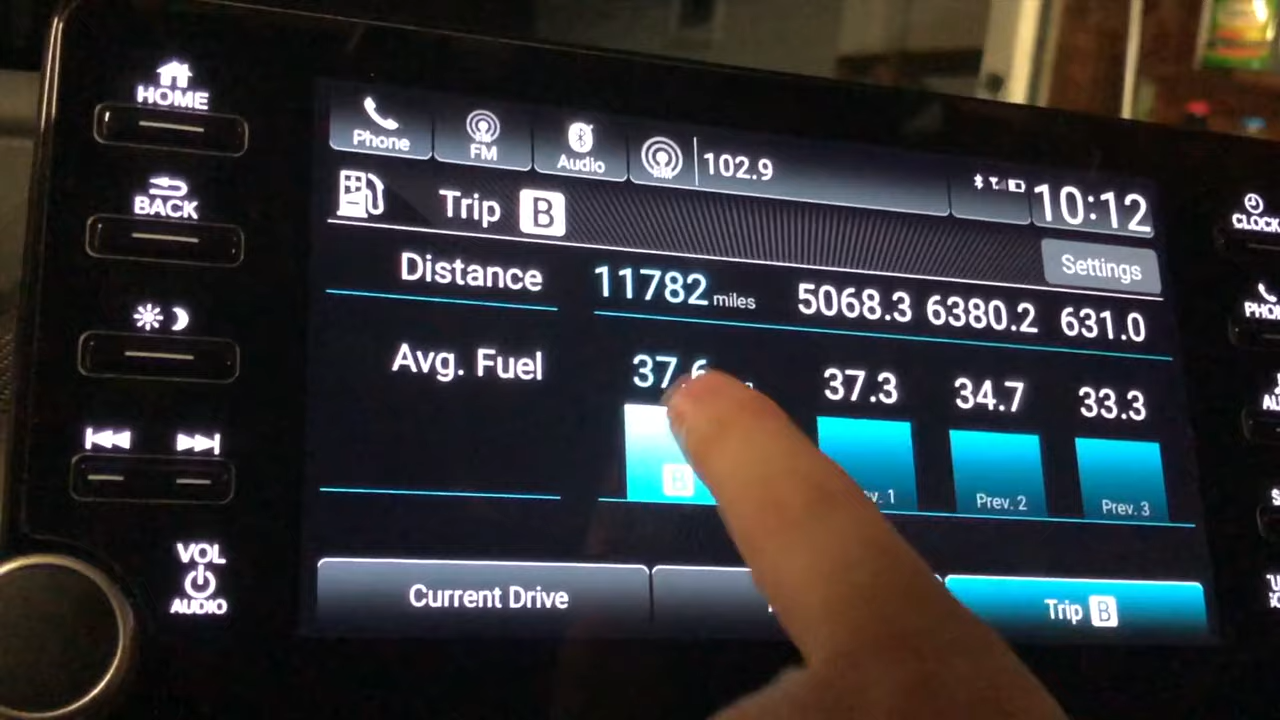 HOME
BACK
VOL
AUDIO
Phone
FM
Audio
102.9
10:12
Trip B
Settings
Distance 11782 miles 5068.3 6380.2 631.0
Avg. Fuel 37.6 37.3 34.7 33.3
B Prev. 2 Prev. 3
Current Drive
Trip B
CLOCK